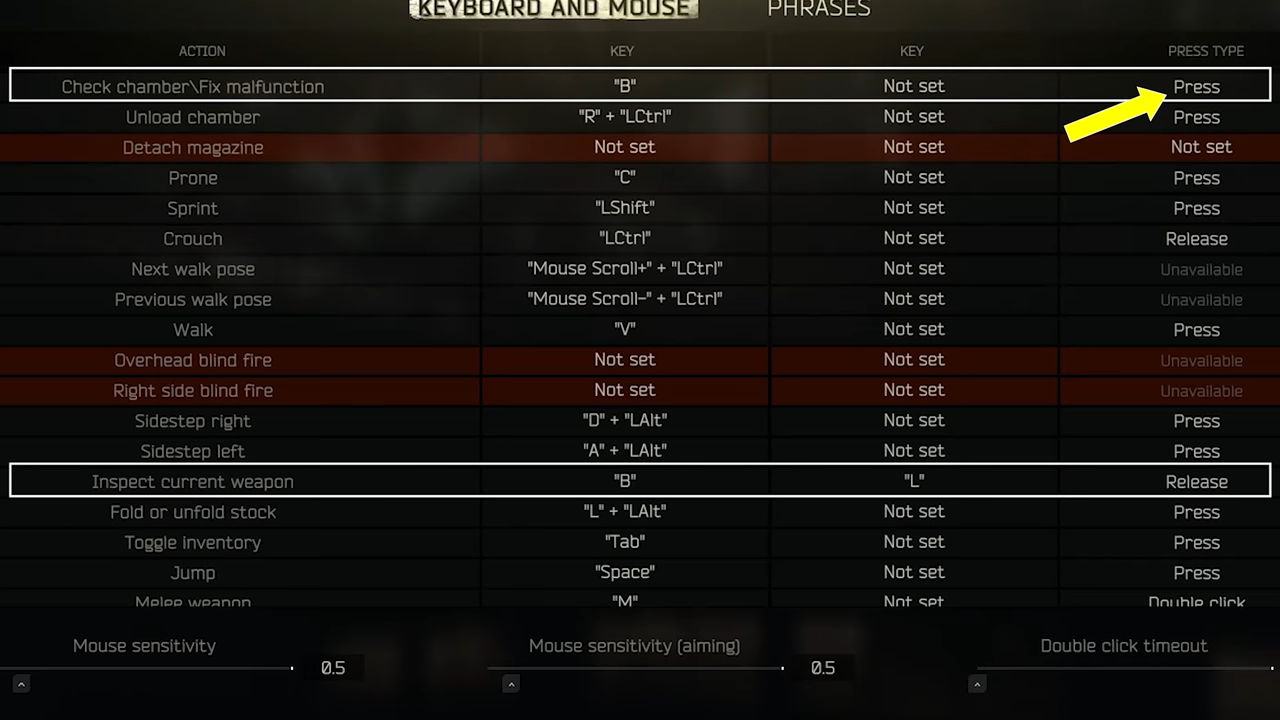 KEYBOARD AND MOUSE PHRASES
ACTION KEY KEY PRESS TYPE
Check chamber\Fix malfunction "B" Not set Press
Unload chamber "R" + "LCtrl" Not set Press
Detach magazine Not set Not set Not set
Prone "C" Not set Press
Sprint "LShift" Not set Press
Crouch "LCtrl" Not set Release
Next walk pose "Mouse Scroll+" + "LCtrl" Not set Unavailable
Previous walk pose "Mouse Scroll-" + "LCtrl" Not set Unavailable
Walk "V" Not set Press
Overhead blind fire Not set Not set Unavailable
Right side blind fire Not set Not set Unavailable
Sidestep right "D" + "LAlt" Not set Press
Sidestep left "A" + "LAlt" Not set Press
Inspect current weapon "B" "L" Release
Fold or unfold stock "L" + "LAlt" Not set Press
Toggle inventory "Tab" Not set Press
Jump "Space" Not set Press
Melee weapon "M" Not set Double click
Mouse sensitivity Mouse sensitivity (aiming) Double click timeout
0.5 0.5